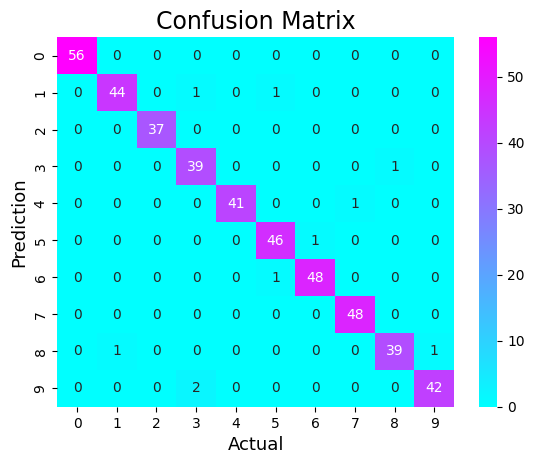 Confusion Matrix
0 56 0 0 0 0 0 0 0 0 0
1 0 44 0 1 0 1 0 0 0 0
2 0 0 37 0 0 0 0 0 0 0
3 0 0 0 39 0 0 0 0 1 0
4 0 0 0 0 41 0 0 1 0 0
5 0 0 0 0 0 46 1 0 0 0
6 0 0 0 0 0 1 48 0 0 0
7 0 0 0 0 0 0 0 48 0 0
8 0 1 0 0 0 0 0 0 39 1
9 0 0 0 2 0 0 0 0 0 42
0 1 2 3 4 5 6 7 8 9
Prediction
Actual
50
40
30
20
10
0